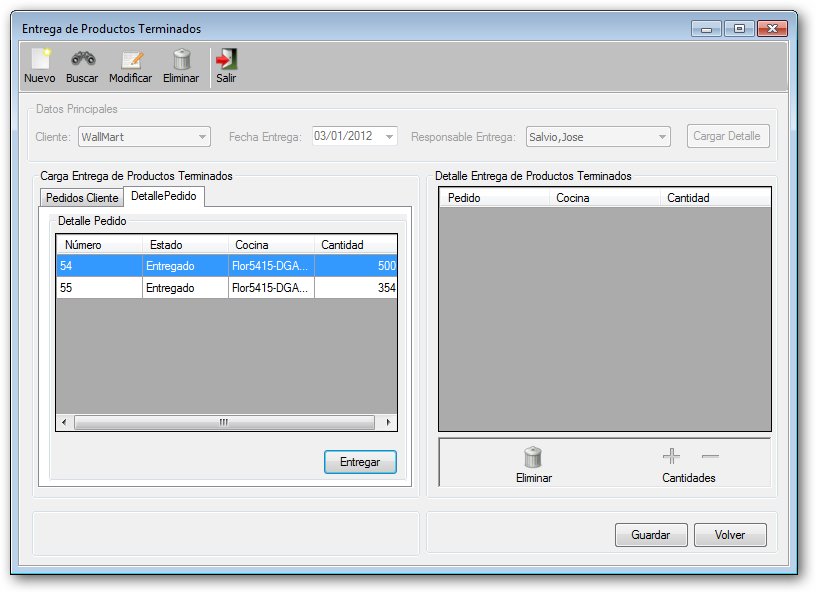 Entrega de Productos Terminados
Nuevo Buscar Modificar Eliminar Salir
Datos Principales
Cliente: WallMart Fecha Entrega: 03/01/2012 Responsable Entrega: Salvio,Jose Cargar Detalle
Carga Entrega de Productos Terminados
Pedidos Cliente DetallePedido
Detalle Pedido
Número Estado Cocina Cantidad
54 Entregado Flor5415-DGA... 500
55 Entregado Flor5415-DGA... 354
Entregar
Detalle Entrega de Productos Terminados
Pedido Cocina Cantidad
Eliminar Cantidades
Guardar Volver